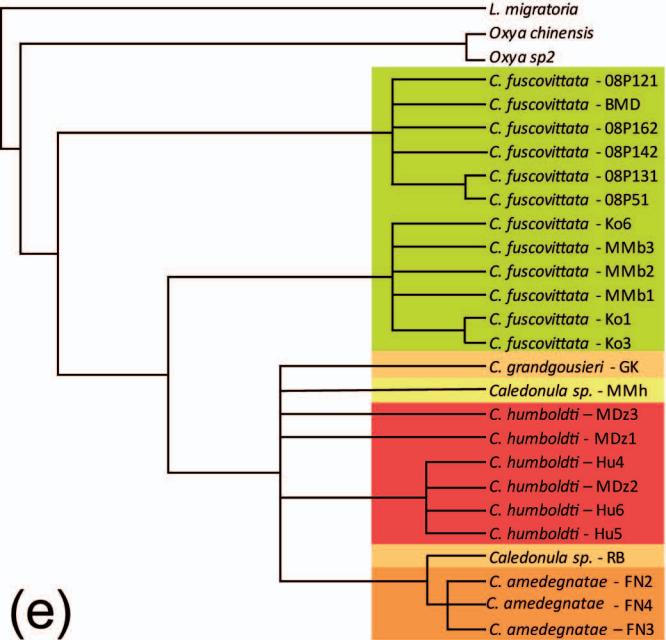 L. migratoria
Oxya chinensis
Oxya sp2
C. fuscovittata - 08P121
C. fuscovittata - BMD
C. fuscovittata - 08P162
C. fuscovittata - 08P142
C. fuscovittata - 08P131
C. fuscovittata - 08P51
C. fuscovittata - Ko6
C. fuscovittata - MMb3
C. fuscovittata - MMb2
C. fuscovittata - MMb1
C. fuscovittata - Ko1
C. fuscovittata - Ko3
C. grandgousieri - GK
Caledonula sp. - MMh
C. humboldti – MDz3
C. humboldti - MDz1
C. humboldti – Hu4
C. humboldti – MDz2
C. humboldti – Hu6
C. humboldti - Hu5
Caledonula sp. - RB
C. amedegnatae - FN2
C. amedegnatae - FN4
C. amedegnatae – FN3
(e)